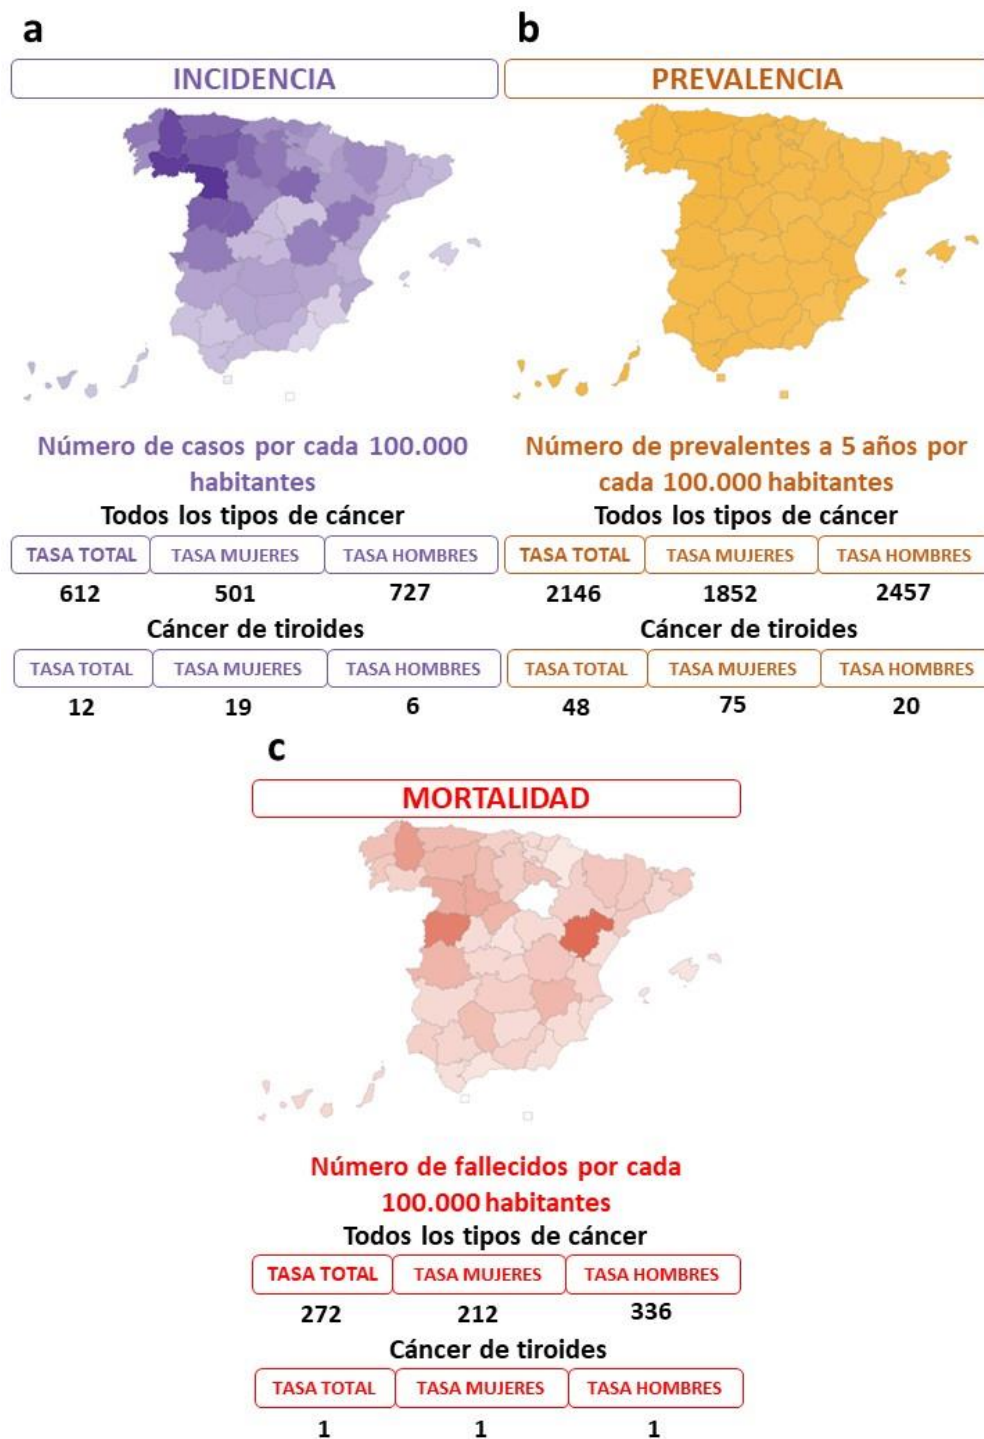 a
INCIDENCIA
Número de casos por cada 100.000
habitantes
Todos los tipos de cáncer
TASA TOTAL TASA MUJERES TASA HOMBRES
612 501 727
Cáncer de tiroides
TASA TOTAL TASA MUJERES TASA HOMBRES
12 19 6
b
PREVALENCIA
Número de prevalentes a 5 años por
cada 100.000 habitantes
Todos los tipos de cáncer
TASA TOTAL TASA MUJERES TASA HOMBRES
2146 1852 2457
Cáncer de tiroides
TASA TOTAL TASA MUJERES TASA HOMBRES
48 75 20
c
MORTALIDAD
Número de fallecidos por cada
100.000 habitantes
Todos los tipos de cáncer
TASA TOTAL TASA MUJERES TASA HOMBRES
272 212 336
Cáncer de tiroides
TASA TOTAL TASA MUJERES TASA HOMBRES
1 1 1